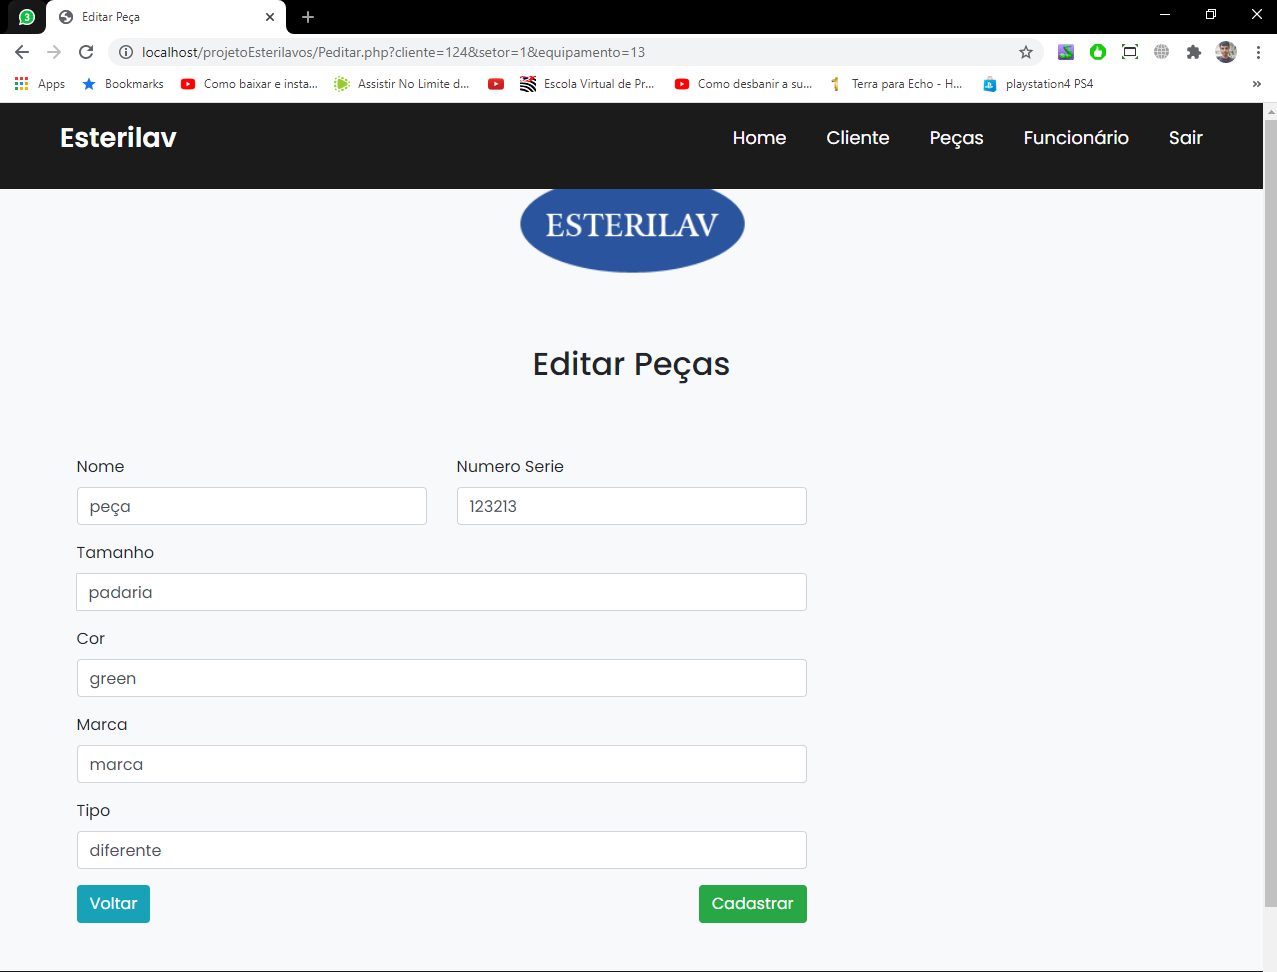 3
Editar Peça
localhost/projetoEsterilavos/Peditar.php?cliente=124&setor=1&equipamento=13
Apps Bookmarks Como baixar e insta... Assistir No Limite d... Escola Virtual de Pr... Como desbanir a su... Terra para Echo - H... playstation4 PS4 »
Esterilav Home Cliente Peças Funcionário Sair
ESTERILAV
Editar Peças
Nome Numero Serie
peça 123213
Tamanho
padaria
Cor
green
Marca
marca
Tipo
diferente
Voltar Cadastrar